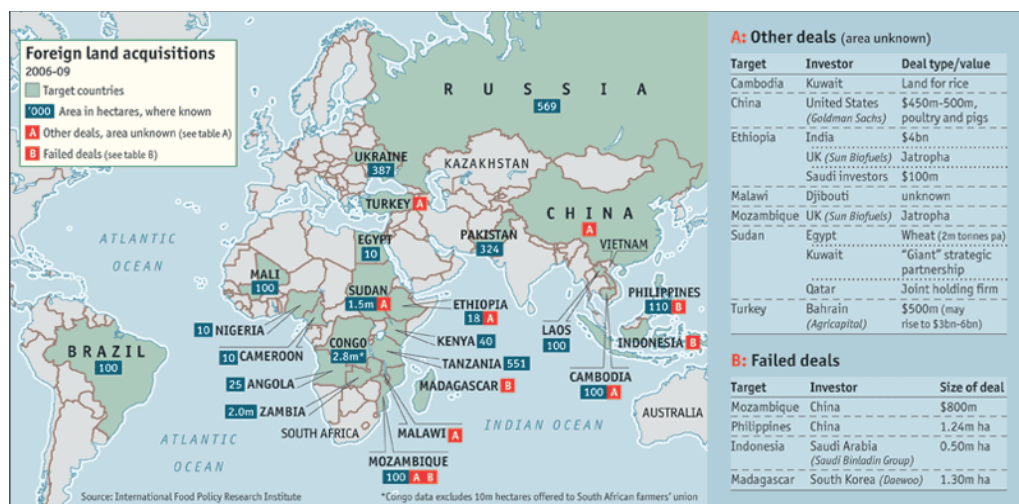 Foreign land acquisitions
2006-09
Target countries
'000 Area in hectares, where known
A Other deals, area unknown (see table A)
B Failed deals (see table B)
R U S S I A
569
UKRAINE
387
KAZAKHSTAN
TURKEY A
C H I N A
A
ATLANTIC
OCEAN
EGYPT
10
PAKISTAN
324
VIETNAM
MALI
100
SUDAN
1.5m A
ETHIOPIA
18 A
PHILIPPINES
110 B
10 NIGERIA
KENYA 40
LAOS
100
INDONESIA B
BRAZIL
100
10 CAMEROON
CONGO
2.8m*
TANZANIA 551
CAMBODIA
100 A
25 ANGOLA
MADAGASCAR B
2.0m ZAMBIA
AUSTRALIA
INDIAN OCEAN
SOUTH AFRICA
MALAWI A
ATLANTIC
OCEAN
MOZAMBIQUE
100 A B
Source: International Food Policy Research Institute
*Congo data excludes 10m hectares offered to South African farmers' union
A: Other deals (area unknown)
Target Investor Deal type/value
Cambodia Kuwait Land for rice
China United States $450m-500m,
(Goldman Sachs) poultry and pigs
Ethiopia India $4bn
UK (Sun Biofuels) Jatropha
Saudi investors $100m
Malawi Djibouti unknown
Mozambique UK (Sun Biofuels) Jatropha
Sudan Egypt Wheat (2m tonnes pa)
Kuwait "Giant" strategic
partnership
Qatar Joint holding firm
Turkey Bahrain $500m (may
(Agricapital) rise to $3bn-6bn)
B: Failed deals
Target Investor Size of deal
Mozambique China $800m
Philippines China 1.24m ha
Indonesia Saudi Arabia 0.50m ha
(Saudi Binladin Group)
Madagascar South Korea (Daewoo) 1.30m ha